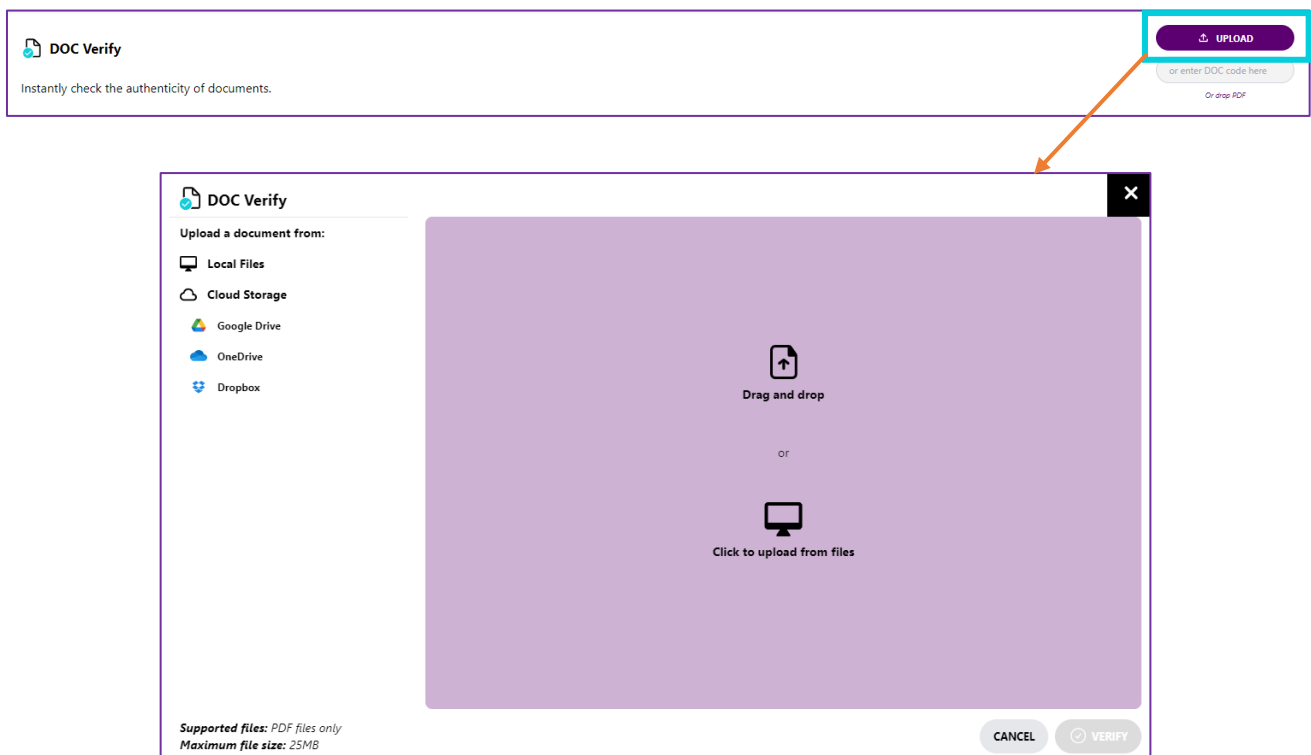 DOC Verify
UPLOAD
or enter DOC code here
Instantly check the authenticity of documents.
Or drop PDF
DOC Verify
Upload a document from:
Local Files
Cloud Storage
Google Drive
OneDrive
Dropbox
Drag and drop
or
Click to upload from files
Supported files: PDF files only
Maximum file size: 25MB
CANCEL
VERIFY